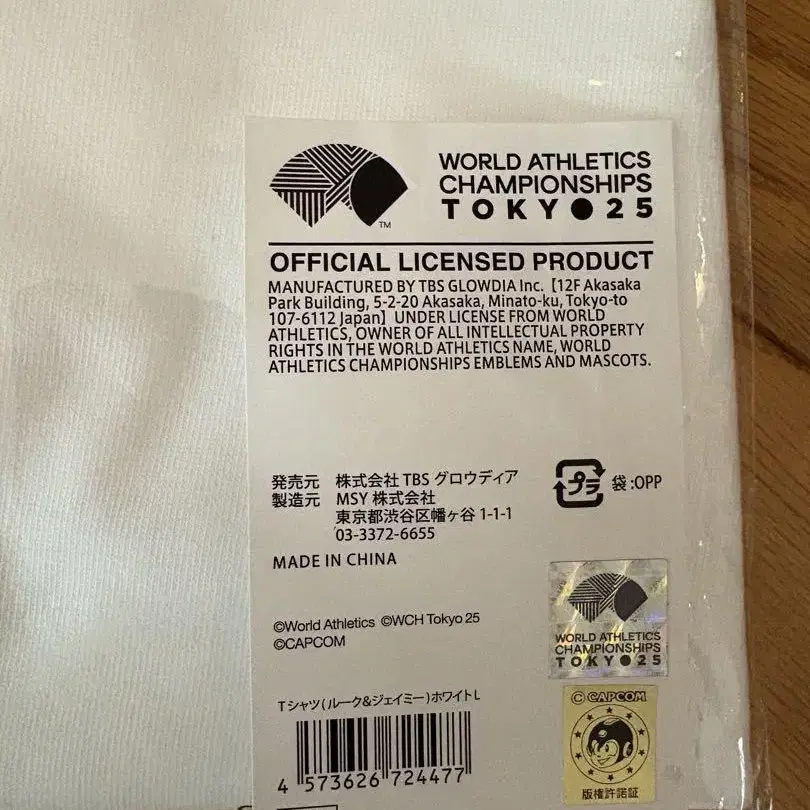 WORLD ATHLETICS
CHAMPIONSHIPS
TOKYO25
TM
OFFICIAL LICENSED PRODUCT
MANUFACTURED BY TBS GLOWDIA Inc.【12F Akasaka
Park Building, 5-2-20 Akasaka, Minato-ku, Tokyo-to
107-6112 Japan】UNDER LICENSE FROM WORLD
ATHLETICS, OWNER OF ALL INTELLECTUAL PROPERTY
RIGHTS IN THE WORLD ATHLETICS NAME, WORLD
ATHLETICS CHAMPIONSHIPS EMBLEMS AND MASCOTS.
発売元 株式会社 TBS グロウディア
製造元 MSY 株式会社
東京都渋谷区幡ヶ谷 1-1-1
03-3372-6655
プラ 袋:OPP
MADE IN CHINA
©World Athletics ©WCH Tokyo 25
©CAPCOM
WORLD ATHLETICS
CHAMPIONSHIPS
TOKYO25
Tシャツ(ルーク&ジェイミー)ホワイトL
4 573626 724477
©CAPCOM
版権許諾証